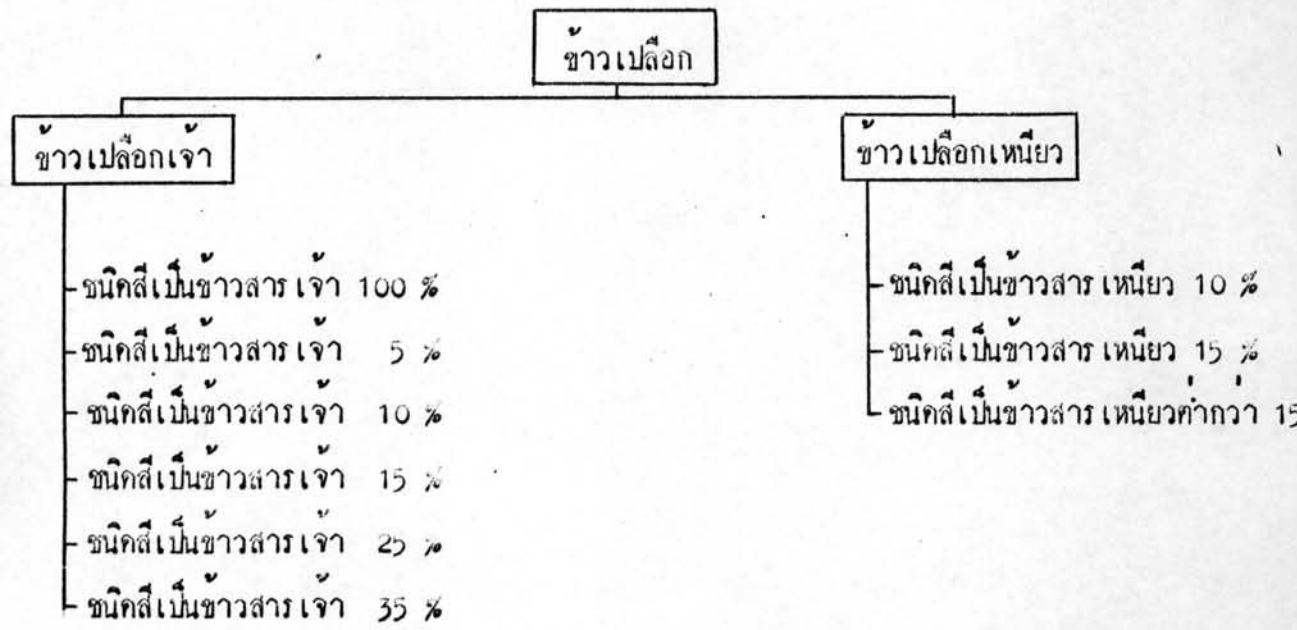 ข้าวเปลือก
ข้าวเปลือกเจ้า
ข้าวเปลือกเหนียว
- ชนิดสีเป็นข้าวสารเจ้า 100 %
- ชนิดสีเป็นข้าวสารเจ้า 5 %
- ชนิดสีเป็นข้าวสารเจ้า 10 %
- ชนิดสีเป็นข้าวสารเจ้า 15 %
- ชนิดสีเป็นข้าวสารเจ้า 25 %
- ชนิดสีเป็นข้าวสารเจ้า 35 %
- ชนิดสีเป็นข้าวสารเหนียว 10 %
- ชนิดสีเป็นข้าวสารเหนียว 15 %
- ชนิดสีเป็นข้าวสารเหนียวต่ำกว่า 15